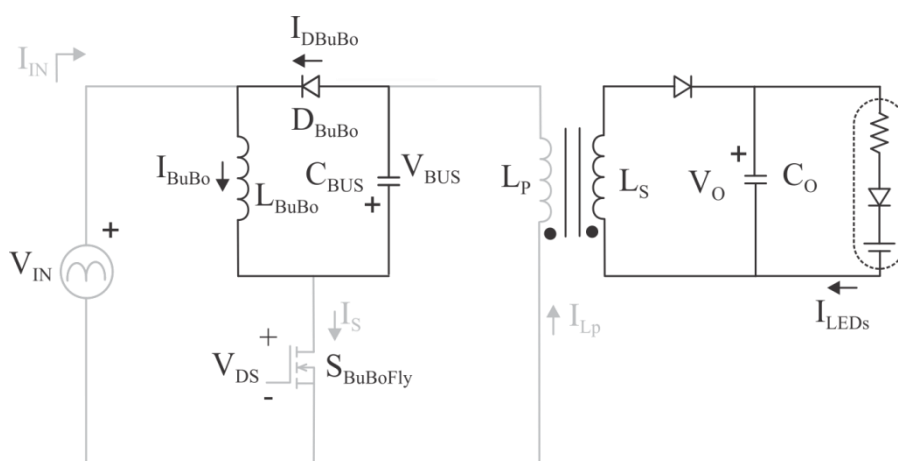 I_DBuBo
I_IN
D_BuBo
I_BuBo
L_BuBo
C_BUS
V_BUS
+
L_P
L_S
+
V_O
C_O
+
V_IN
I_LEDs
I_S
I_Lp
+
V_DS
-
S_BuBoFly